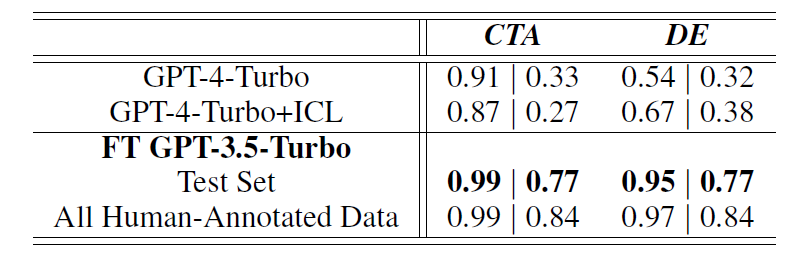 CTA DE
GPT-4-Turbo 0.91 | 0.33 0.54 | 0.32
GPT-4-Turbo+ICL 0.87 | 0.27 0.67 | 0.38
FT GPT-3.5-Turbo
Test Set 0.99 | 0.77 0.95 | 0.77
All Human-Annotated Data 0.99 | 0.84 0.97 | 0.84